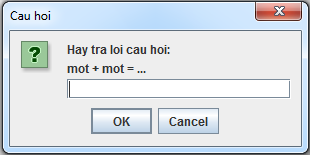 Cau hoi
Hay tra loi cau hoi:
mot + mot = ...
OK
Cancel